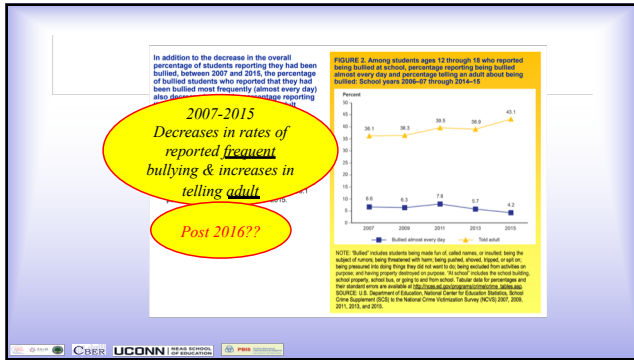 In addition to the decrease in the overall
percentage of students reporting they had been
bullied, between 2007 and 2015, the percentage
of bullied students who reported that they had
been bullied most frequently (almost every day)
also
reporting
2007-2015
Decreases in rates of
reported frequent
bullying & increases in
telling adult
Post 2016??
FIGURE 2. Among students ages 12 through 18 who reported
being bullied at school, percentage reporting being bullied
almost every day and percentage telling an adult about being
bullied: School years 2006–07 through 2014–15
Percent
50
45
40
35
30
25
20
15
10
5
0
36.1
36.3
39.5
38.9
43.1
6.6
6.3
7.8
5.7
4.2
2007
2009
2011
2013
2015
Bullied almost every day
Told adult
NOTE: "Bullied" includes students being made fun of, called names, or insulted; being the
subject of rumors; being threatened with harm; being pushed, shoved, tripped, or spit on;
being pressured into doing things they did not want to do; being excluded from activities on
purpose; and having property destroyed on purpose. "At school" includes the school building,
school property, school bus, or going to and from school. Tabular data for percentages and
their standard errors are available at http://nces.ed.gov/programs/crime/crime_tables.asp.
SOURCE: U.S. Department of Education, National Center for Education Statistics, School
Crime Supplement (SCS) to the National Crime Victimization Survey (NCVS) 2007, 2009,
2011, 2013, and 2015.
CBER
UCONN
NEAG SCHOOL
OF EDUCATION
PBIS